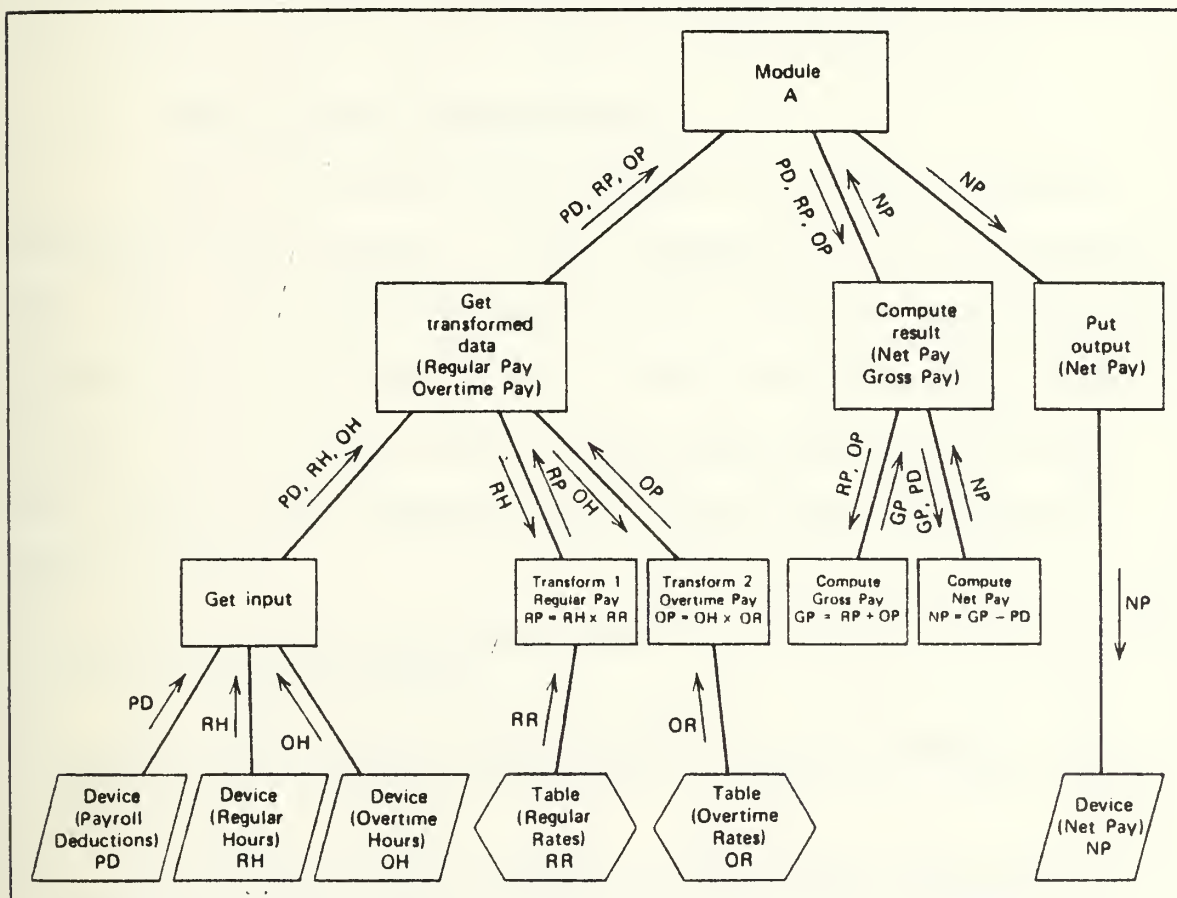 Module
A
PD, RP, OP
PD, RP, OP
NP
NP
Get
transformed
data
(Regular Pay
Overtime Pay)
Compute
result
(Net Pay
Gross Pay)
Put
output
(Net Pay)
PD, RH, OH
RH
RP
OH
OP
RP, OP
GP
GP, PD
NP
Get input
Transform 1
Regular Pay
RP = RH x RR
Transform 2
Overtime Pay
OP = OH x OR
Compute
Gross Pay
GP = RP + OP
Compute
Net Pay
NP = GP - PD
NP
PD
RH
OH
RR
OR
Device
(Payroll
Deductions)
PD
Device
(Regular
Hours)
RH
Device
(Overtime
Hours)
OH
Table
(Regular
Rates)
RR
Table
(Overtime
Rates)
OR
Device
(Net Pay)
NP